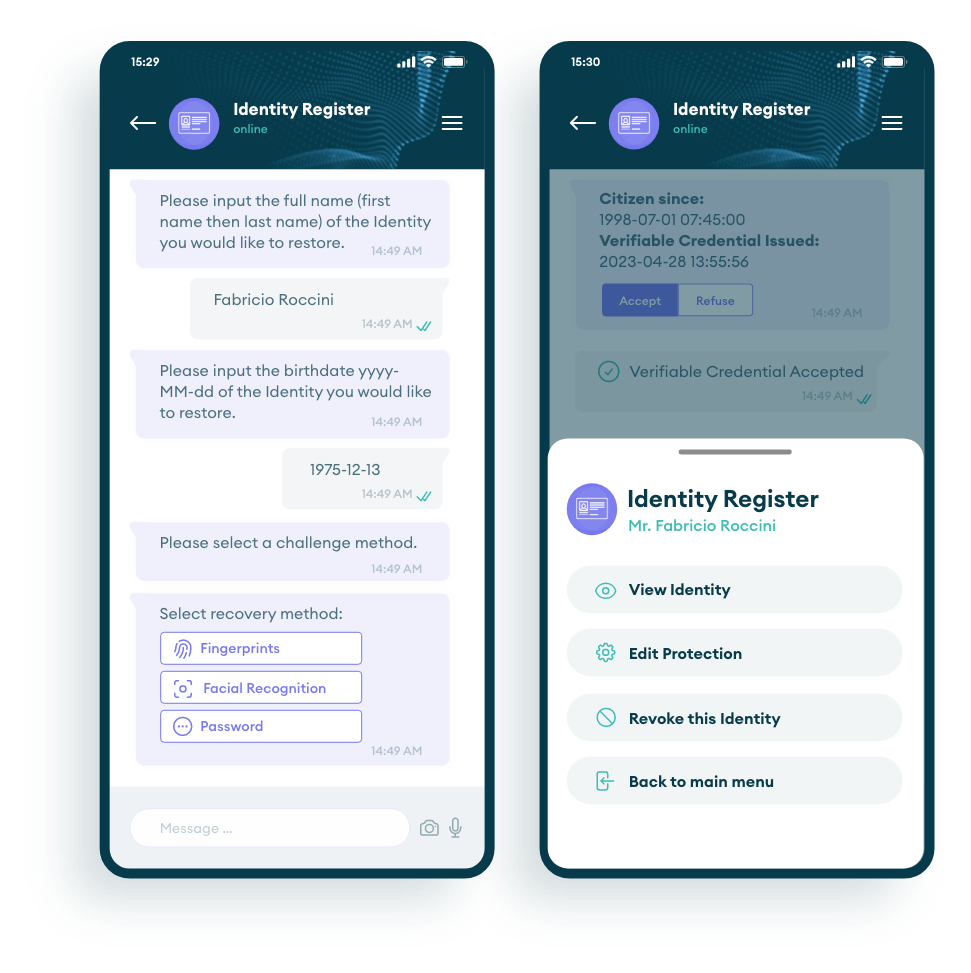 15:29
Identity Register
online
Please input the full name (first
name then last name) of the Identity
you would like to restore.
14:49 AM
Fabricio Roccini
14:49 AM
Please input the birthdate yyyy-
MM-dd of the Identity you would like
to restore.
14:49 AM
1975-12-13
14:49 AM
Please select a challenge method.
14:49 AM
Select recovery method:
Fingerprints
Facial Recognition
Password
14:49 AM
Message ...
15:30
Identity Register
online
Citizen since:
1998-07-01 07:45:00
Verifiable Credential Issued:
2023-04-28 13:55:56
Accept Refuse
14:49 AM
Verifiable Credential Accepted
14:49 AM
Identity Register
Mr. Fabricio Roccini
View Identity
Edit Protection
Revoke this Identity
Back to main menu